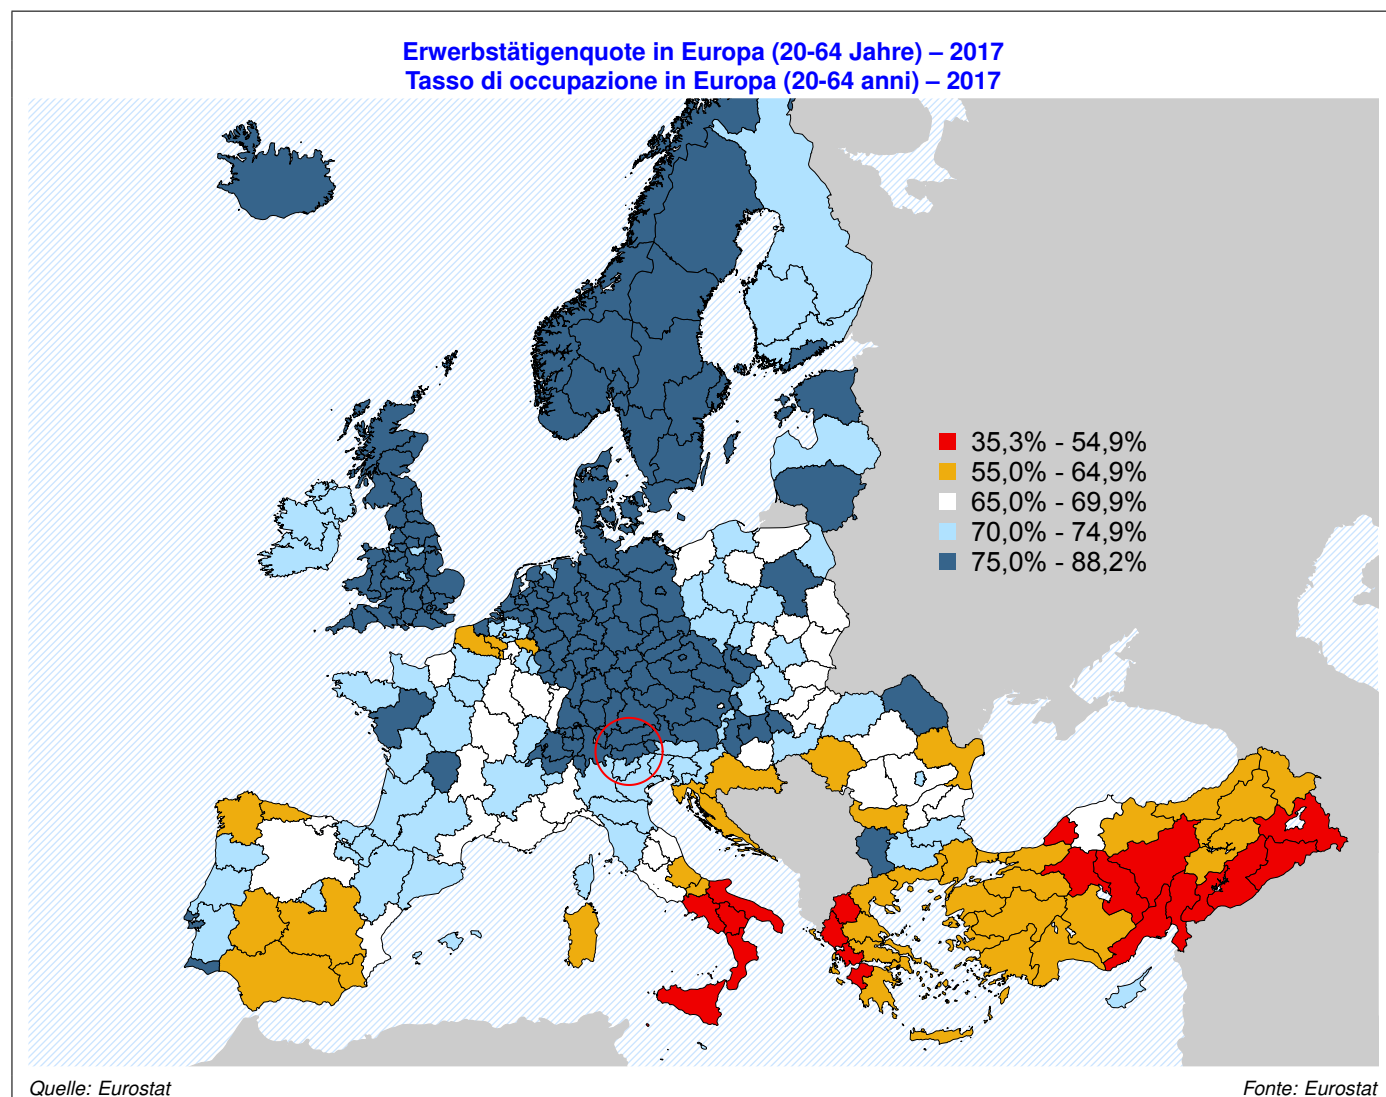 Erwerbstätigenquote in Europa (20-64 Jahre) – 2017
Tasso di occupazione in Europa (20-64 anni) – 2017
35,3% - 54,9%
55,0% - 64,9%
65,0% - 69,9%
70,0% - 74,9%
75,0% - 88,2%
Quelle: Eurostat
Fonte: Eurostat